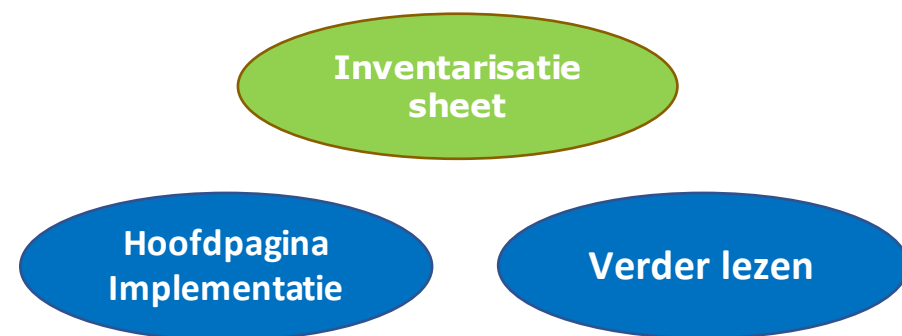 Inventarisatie
sheet
Hoofdpagina
Implementatie
Verder lezen